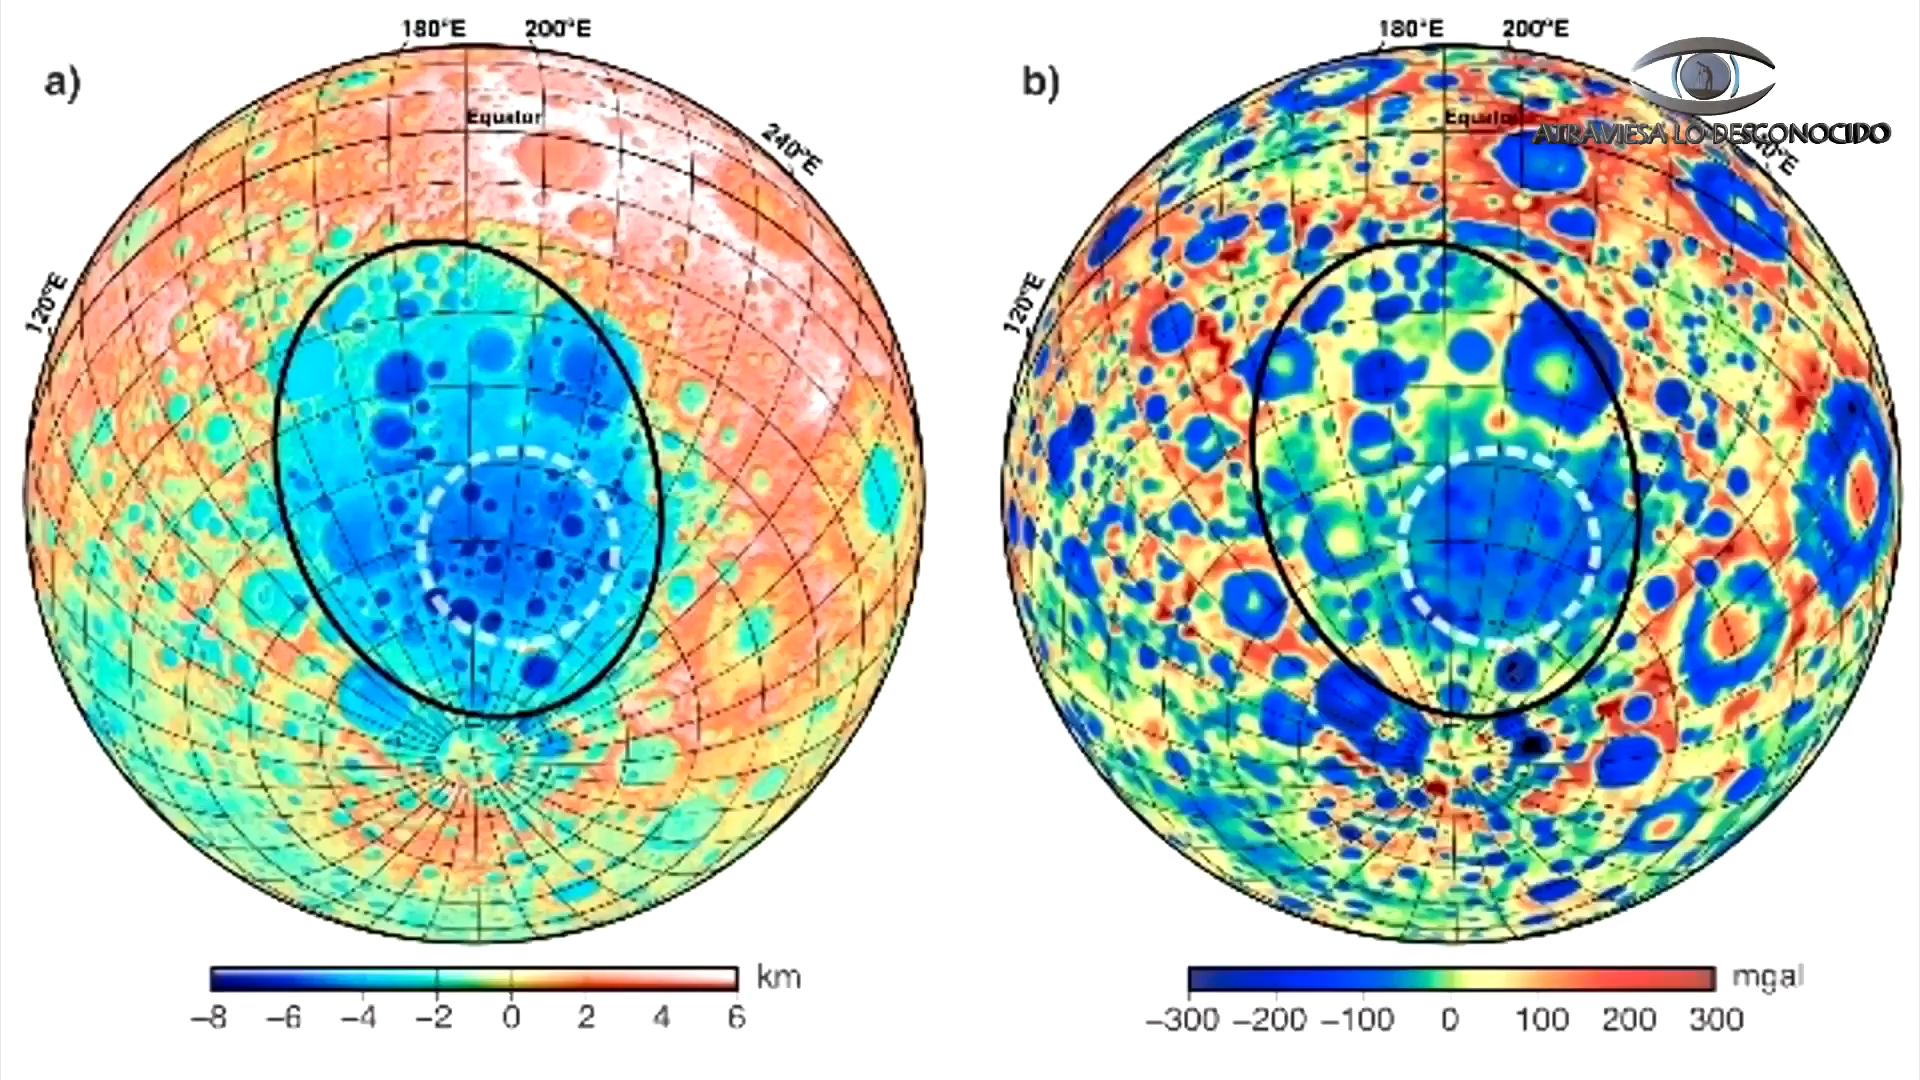 a)
180°E
200°E
Equator
240°E
120°E
km
−8 −6 −4 −2 0 2 4 6
b)
180°E
200°E
ATRAVIESA LO DESCONOCIDO
Equator
120°E
mgal
−300 −200 −100 0 100 200 300